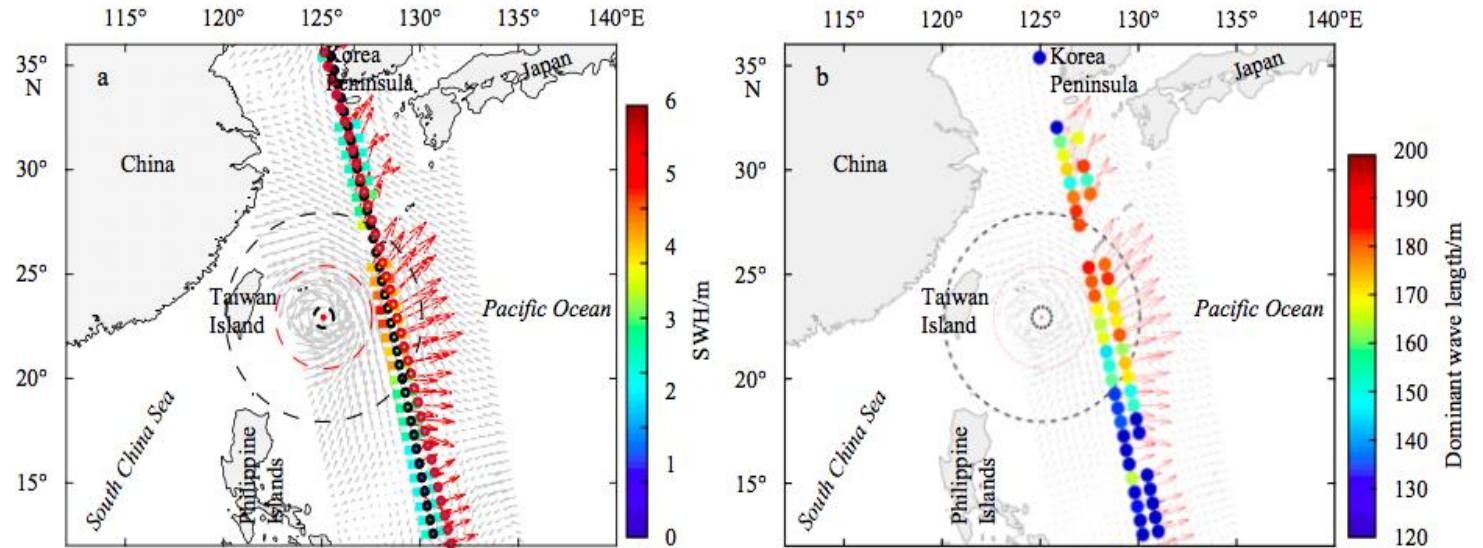 115° 120° 125° 130° 135° 140° 115° 120° 125° 130° 135° 140°E
35°
N
a
Korea
Peninsula
Japan
China
30°
25°
Taiwan
Island
Pacific Ocean
20°
South China Sea
Philippine
Islands
15°
6
5
4
3
2
1
0
SWH/m
35°
N
b
Korea
Peninsula
Japan
China
30°
25°
Taiwan
Island
Pacific Ocean
20°
South China Sea
Philippine
Islands
15°
200
190
180
170
160
150
140
130
120
Dominant wave length/m